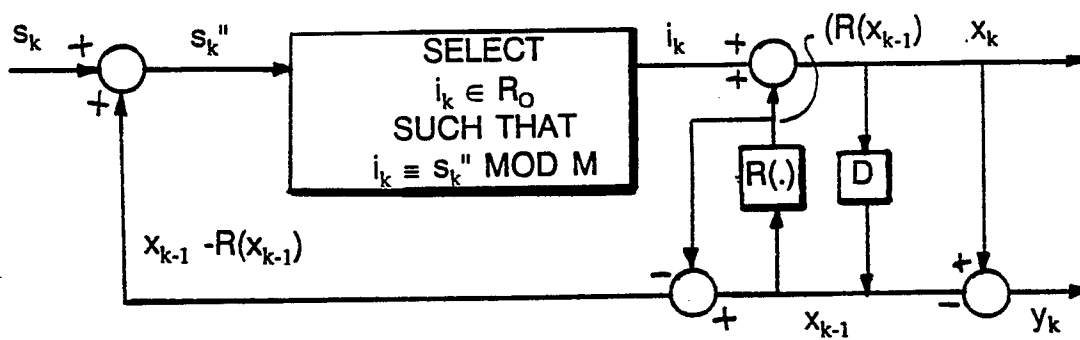 s_k
+
+
s_k"
SELECT
i_k ∈ R_O
SUCH THAT
i_k ≡ s_k" MOD M
i_k
+
+
(R(x_{k-1})
x_k
R(.)
D
x_{k-1} -R(x_{k-1})
-
+
x_{k-1}
+
-
y_k